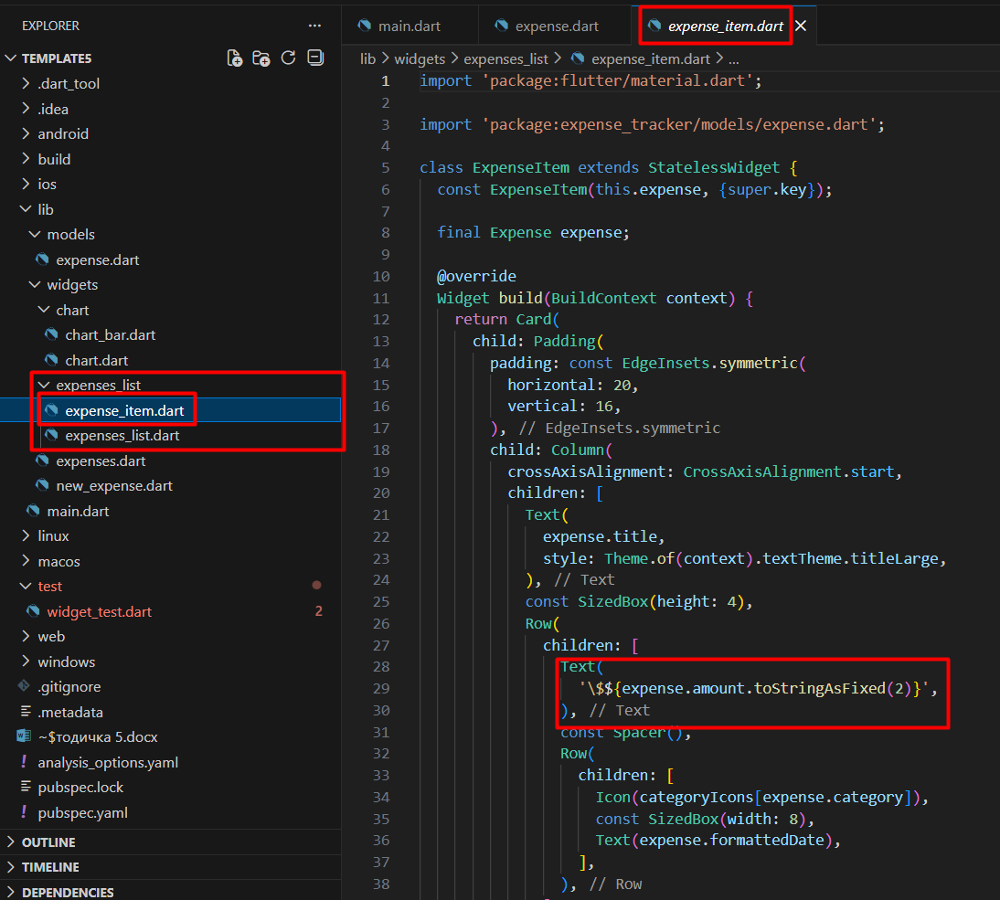 EXPLORER
...
TEMPLATES
.dart_tool
.idea
android
build
ios
lib
models
expense.dart
widgets
chart
chart_bar.dart
chart.dart
expenses_list
expense_item.dart
expenses_list.dart
expenses.dart
new_expense.dart
main.dart
linux
macos
test
widget_test.dart 2
web
windows
.gitignore
.metadata
~$тодичка 5.docx
! analysis_options.yaml
pubspec.lock
! pubspec.yaml
OUTLINE
TIMELINE
DEPENDENCIES
main.dart expense.dart expense_item.dart ×
lib > widgets > expenses_list > expense_item.dart > ...
1 import 'package:flutter/material.dart';
2
3 import 'package:expense_tracker/models/expense.dart';
4
5 class ExpenseItem extends StatelessWidget {
6 const ExpenseItem(this.expense, {super.key});
7
8 final Expense expense;
9
10 @override
11 Widget build(BuildContext context) {
12 return Card(
13 child: Padding(
14 padding: const EdgeInsets.symmetric(
15 horizontal: 20,
16 vertical: 16,
17 ), // EdgeInsets.symmetric
18 child: Column(
19 crossAxisAlignment: CrossAxisAlignment.start,
20 children: [
21 Text(
22 expense.title,
23 style: Theme.of(context).textTheme.titleLarge,
24 ), // Text
25 const SizedBox(height: 4),
26 Row(
27 children: [
28 Text(
29 '\$${expense.amount.toStringAsFixed(2)}',
30 ), // Text
31 const Spacer(),
32 Row(
33 children: [
34 Icon(categoryIcons[expense.category]),
35 const SizedBox(width: 8),
36 Text(expense.formattedDate),
37 ],
38 ), // Row